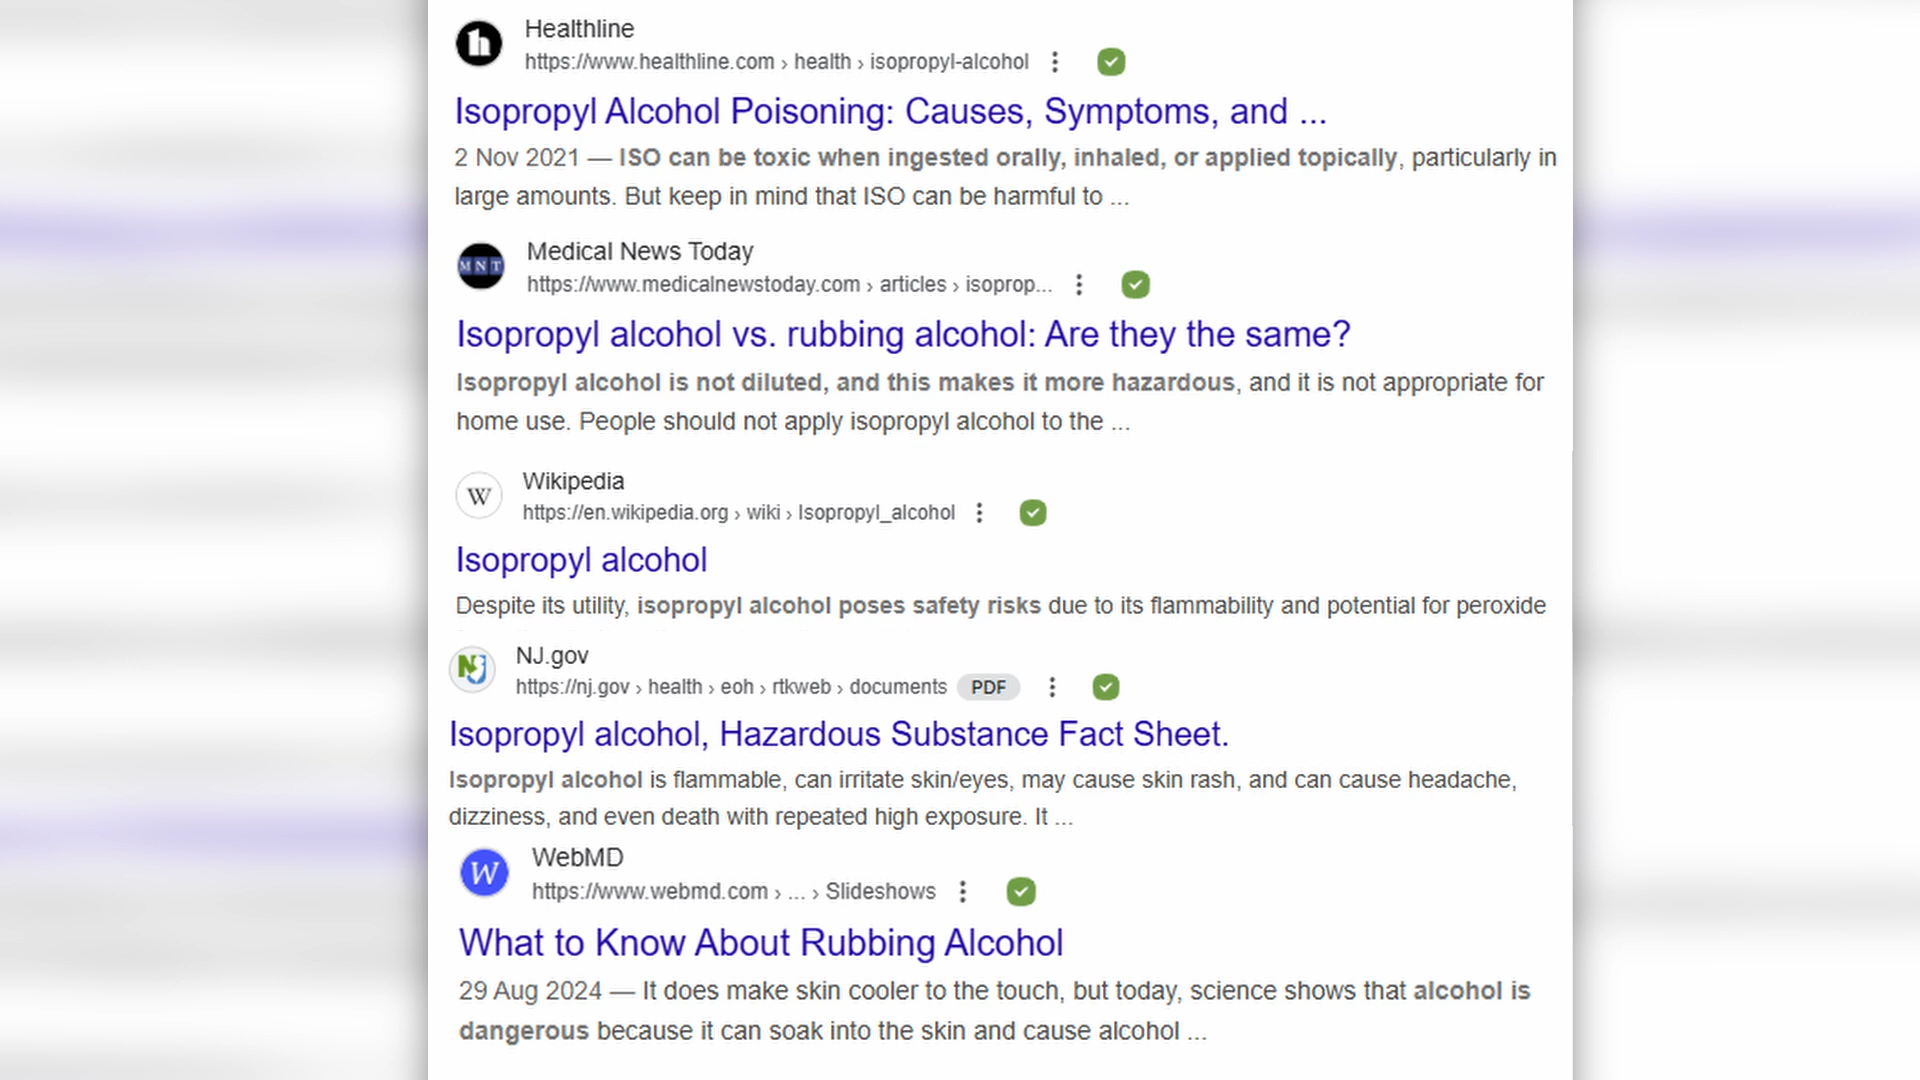 Healthline
https://www.healthline.com › health › isopropyl-alcohol
Isopropyl Alcohol Poisoning: Causes, Symptoms, and ...
2 Nov 2021 — ISO can be toxic when ingested orally, inhaled, or applied topically, particularly in
large amounts. But keep in mind that ISO can be harmful to ...
MNT
Medical News Today
https://www.medicalnewstoday.com › articles › isoprop...
Isopropyl alcohol vs. rubbing alcohol: Are they the same?
Isopropyl alcohol is not diluted, and this makes it more hazardous, and it is not appropriate for
home use. People should not apply isopropyl alcohol to the ...
W
Wikipedia
https://en.wikipedia.org › wiki › Isopropyl_alcohol
Isopropyl alcohol
Despite its utility, isopropyl alcohol poses safety risks due to its flammability and potential for peroxide
NJ
NJ.gov
https://nj.gov › health › eoh › rtkweb › documents PDF
Isopropyl alcohol, Hazardous Substance Fact Sheet.
Isopropyl alcohol is flammable, can irritate skin/eyes, may cause skin rash, and can cause headache,
dizziness, and even death with repeated high exposure. It ...
W
WebMD
https://www.webmd.com › ... › Slideshows
What to Know About Rubbing Alcohol
29 Aug 2024 — It does make skin cooler to the touch, but today, science shows that alcohol is
dangerous because it can soak into the skin and cause alcohol ...